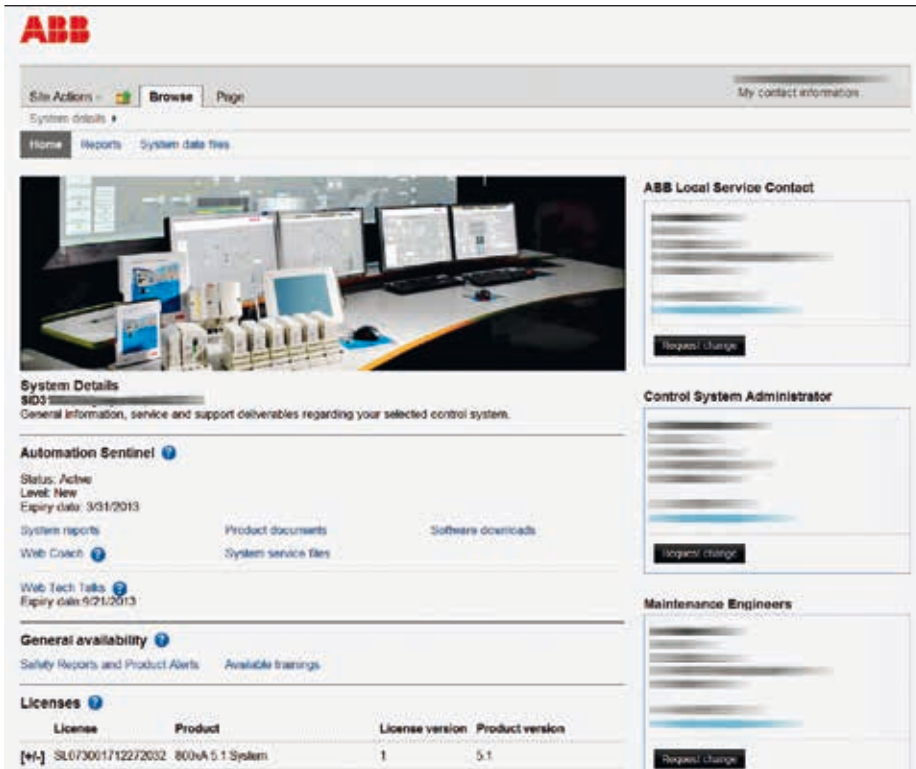 ABB
Site Actions
Browse
Page
My contact information
System details
Home
Reports
System data files
System Details
SID3
General information, service and support deliverables regarding your selected control system.
Automation Sentinel
Status: Active
Level: New
Expiry date: 3/31/2013
System reports
Product documents
Software downloads
Web Coach
System service files
Web Tech Talks
Expiry date:9/21/2013
General availability
Safety Reports and Product Alerts
Available trainings
Licenses
License
Product
License version
Product version
[+/-]
SL073001712272032
800xA 5.1 System
1
5.1
ABB Local Service Contact
Request change
Control System Administrator
Request change
Maintenance Engineers
Request change